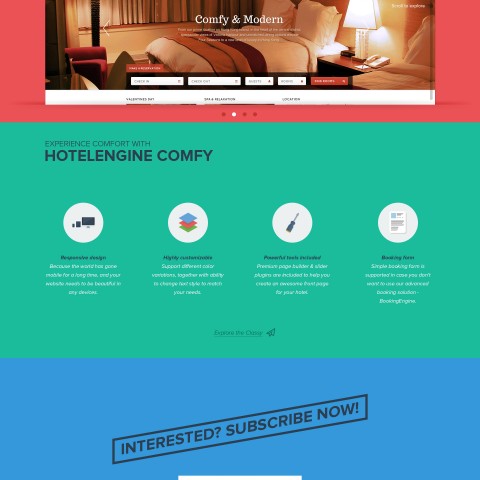 Scroll to explore
Comfy & Modern
MAKE A RESERVATION
CHECK IN
CHECK OUT
GUESTS
ROOMS
VALENTINES DAY
SPA & RELAXATION
LOCATION
EXPERIENCE COMFORT WITH
HOTELENGINE COMFY
Responsive design
Because the world has gone
mobile for a long time, and your
website needs to be beautiful in
any devices.
Highly customizable
Support different color
variations, together with ability
to change text style to match
your needs.
Powerful tools included
Premium page builder & slider
plugins are included to help you
create an awesome front page
for your hotel.
Booking form
Simple booking form is
supported in case you don't
want to use our advanced
booking solution -
BookingEngine.
Explore the Classy
INTERESTED? SUBSCRIBE NOW!